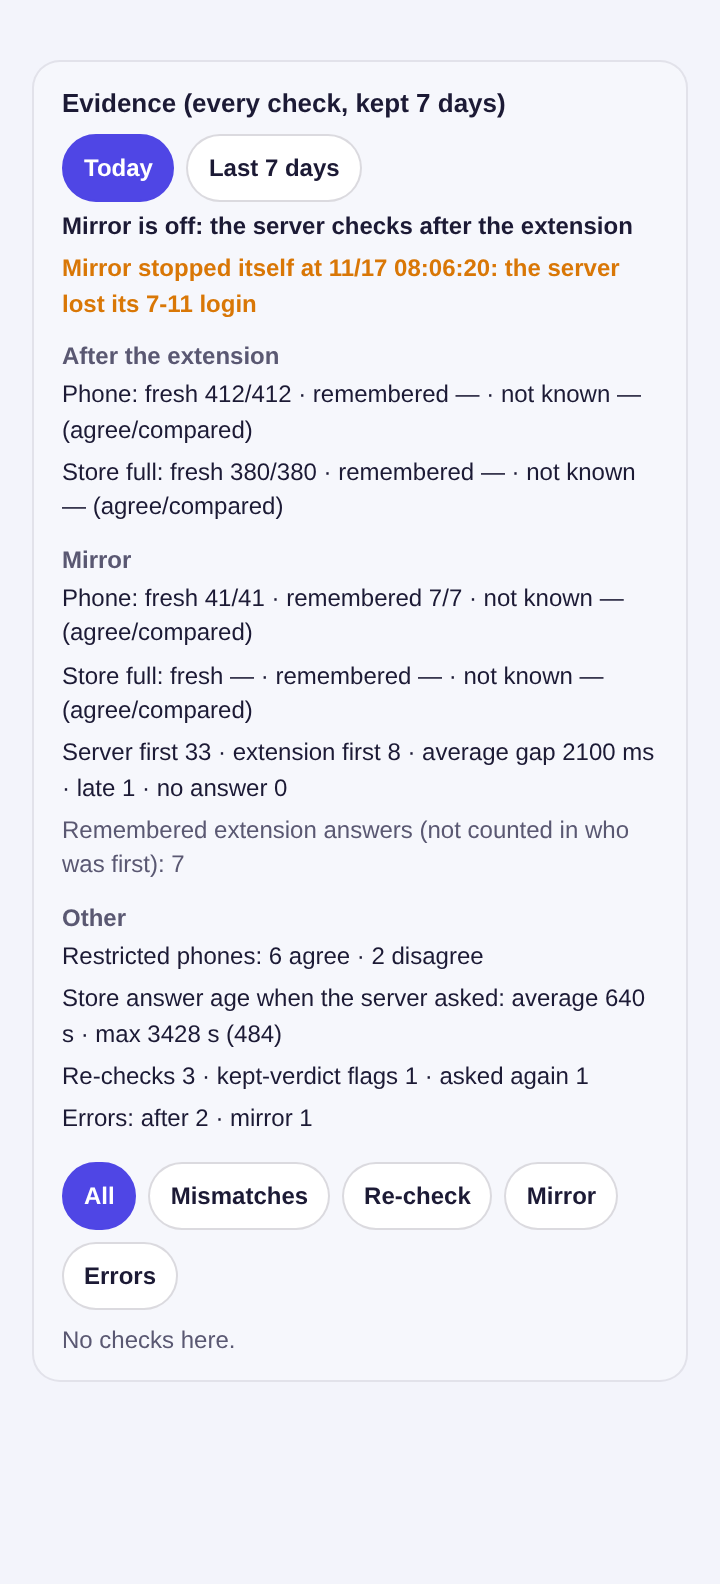 Evidence (every check, kept 7 days)
Today
Last 7 days
Mirror is off: the server checks after the extension
Mirror stopped itself at 11/17 08:06:20: the server
lost its 7-11 login
After the extension
Phone: fresh 412/412 · remembered — · not known —
(agree/compared)
Store full: fresh 380/380 · remembered — · not known
— (agree/compared)
Mirror
Phone: fresh 41/41 · remembered 7/7 · not known —
(agree/compared)
Store full: fresh — · remembered — · not known —
(agree/compared)
Server first 33 · extension first 8 · average gap 2100 ms
· late 1 · no answer 0
Remembered extension answers (not counted in who
was first): 7
Other
Restricted phones: 6 agree · 2 disagree
Store answer age when the server asked: average 640
s · max 3428 s (484)
Re-checks 3 · kept-verdict flags 1 · asked again 1
Errors: after 2 · mirror 1
All
Mismatches
Re-check
Mirror
Errors
No checks here.